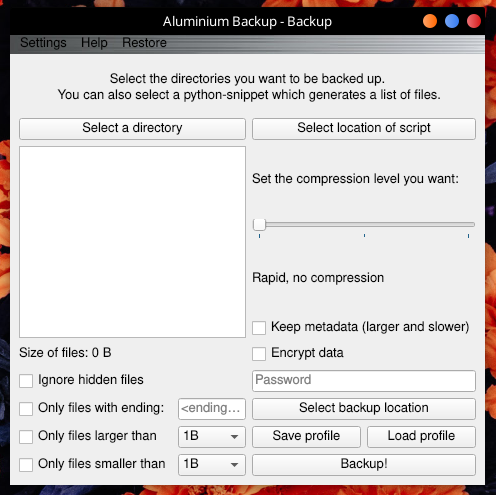 Aluminium Backup - Backup
Settings Help Restore
Select the directories you want to be backed up.
You can also select a python-snippet which generates a list of files.
Select a directory
Select location of script
Set the compression level you want:
Rapid, no compression
Keep metadata (larger and slower)
Size of files: 0 B
Encrypt data
Ignore hidden files
Password
Only files with ending:
<ending...
Select backup location
Only files larger than
1B
Save profile
Load profile
Only files smaller than
1B
Backup!